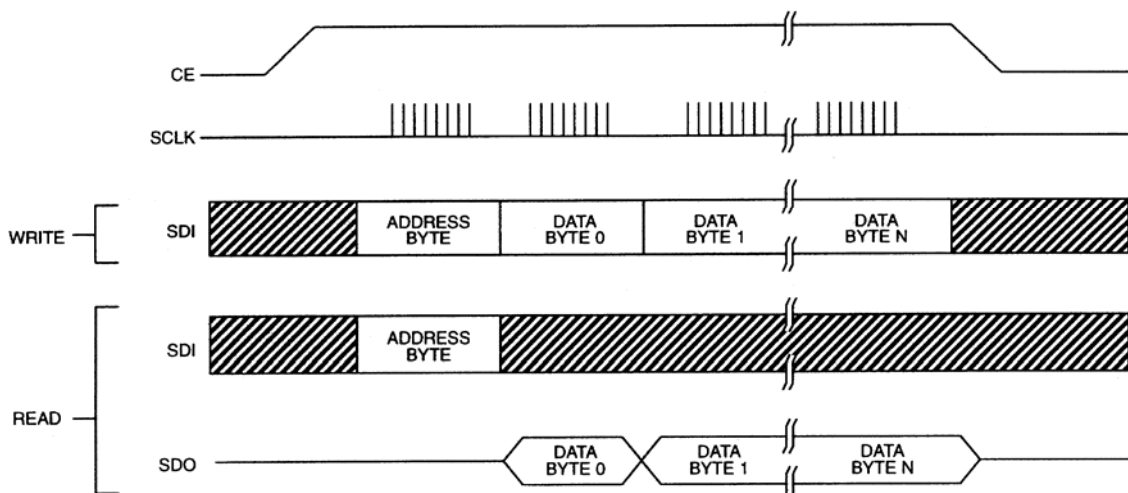 CE
SCLK
WRITE
SDI
ADDRESS
BYTE
DATA
BYTE 0
DATA
BYTE 1
DATA
BYTE N
READ
SDI
ADDRESS
BYTE
SDO
DATA
BYTE 0
DATA
BYTE 1
DATA
BYTE N